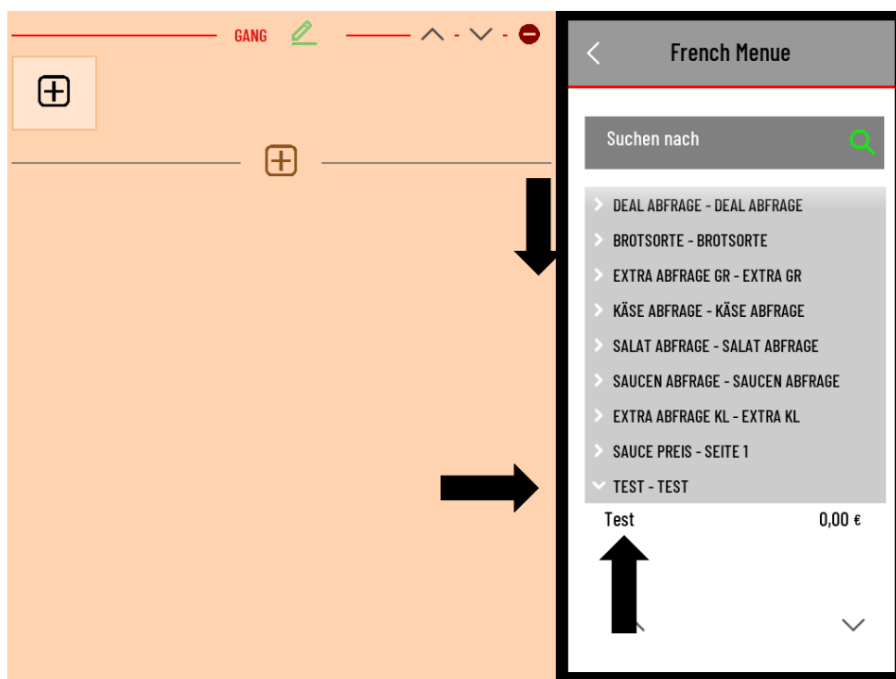 GANG
French Menue
Suchen nach
DEAL ABFRAGE - DEAL ABFRAGE
BROTSORTE - BROTSORTE
EXTRA ABFRAGE GR - EXTRA GR
KÄSE ABFRAGE - KÄSE ABFRAGE
SALAT ABFRAGE - SALAT ABFRAGE
SAUCEN ABFRAGE - SAUCEN ABFRAGE
EXTRA ABFRAGE KL - EXTRA KL
SAUCE PREIS - SEITE 1
TEST - TEST
Test 0,00 €